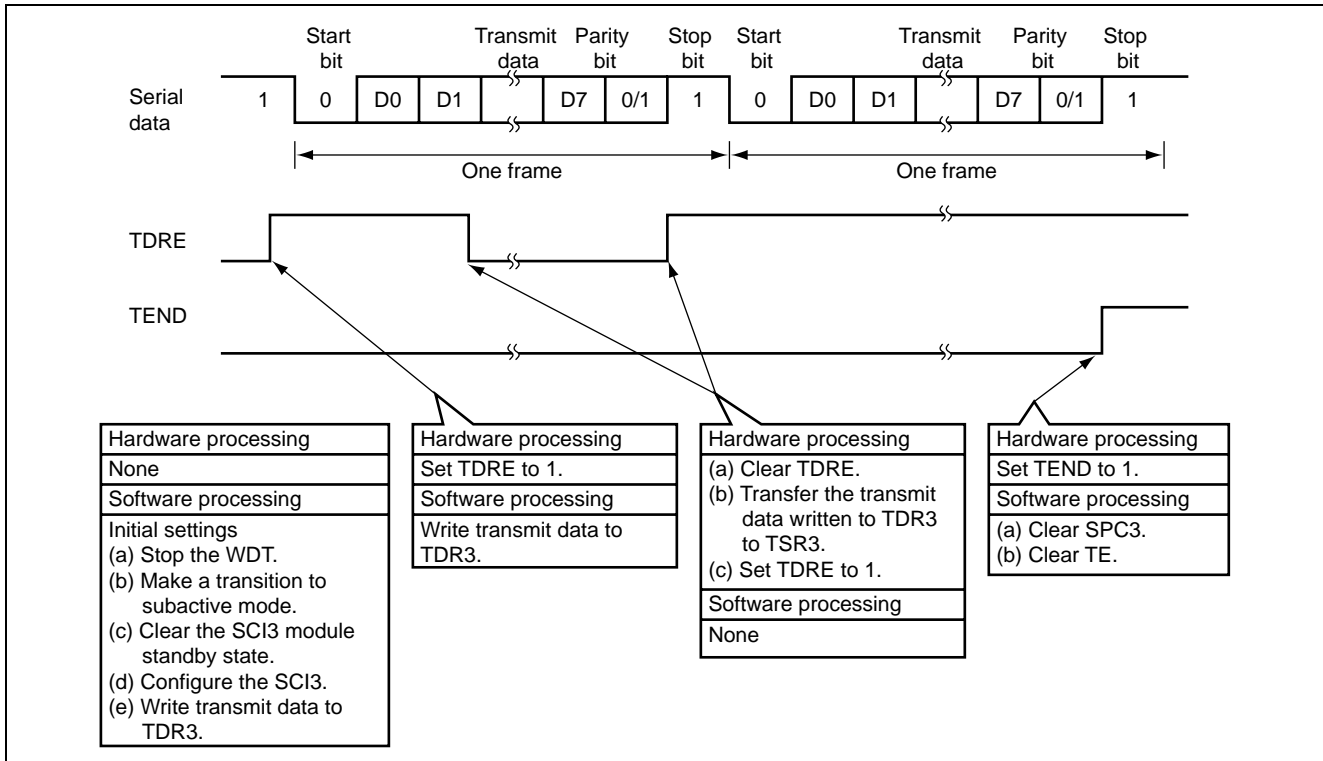 Start bit
Transmit data
Parity bit
Stop bit
Start bit
Transmit data
Parity bit
Stop bit
Serial data
1 0 D0 D1 D7 0/1 1 0 D0 D1 D7 0/1 1
One frame
One frame
TDRE
TEND
Hardware processing
None
Software processing
Initial settings
(a) Stop the WDT.
(b) Make a transition to
subactive mode.
(c) Clear the SCI3 module
standby state.
(d) Configure the SCI3.
(e) Write transmit data to
TDR3.
Hardware processing
Set TDRE to 1.
Software processing
Write transmit data to
TDR3.
Hardware processing
(a) Clear TDRE.
(b) Transfer the transmit
data written to TDR3
to TSR3.
(c) Set TDRE to 1.
Software processing
None
Hardware processing
Set TEND to 1.
Software processing
(a) Clear SPC3.
(b) Clear TE.